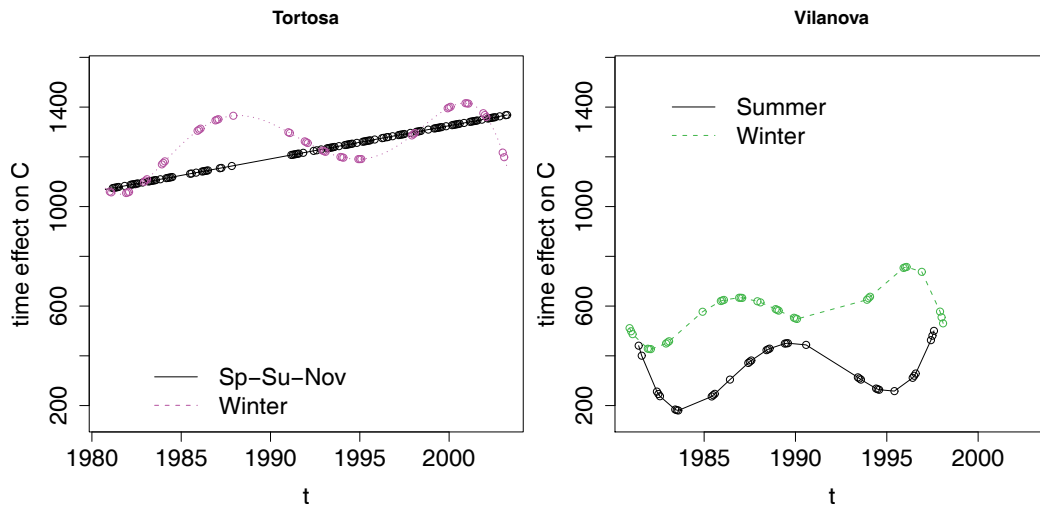 Tortosa
time effect on C
1400
1000
600
200
Sp−Su−Nov
Winter
1980 1985 1990 1995 2000
t
Vilanova
time effect on C
1400
1000
600
200
Summer
Winter
1985 1990 1995 2000
t